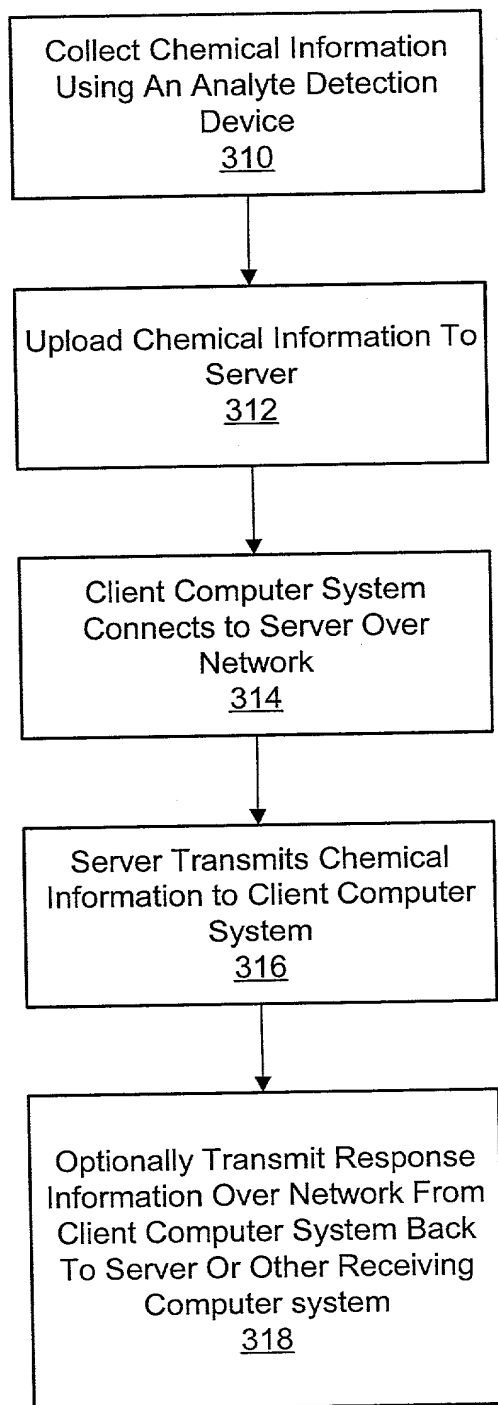 Collect Chemical Information
Using An Analyte Detection
Device
310
Upload Chemical Information To
Server
312
Client Computer System
Connects to Server Over
Network
314
Server Transmits Chemical
Information to Client Computer
System
316
Optionally Transmit Response
Information Over Network From
Client Computer System Back
To Server Or Other Receiving
Computer system
318